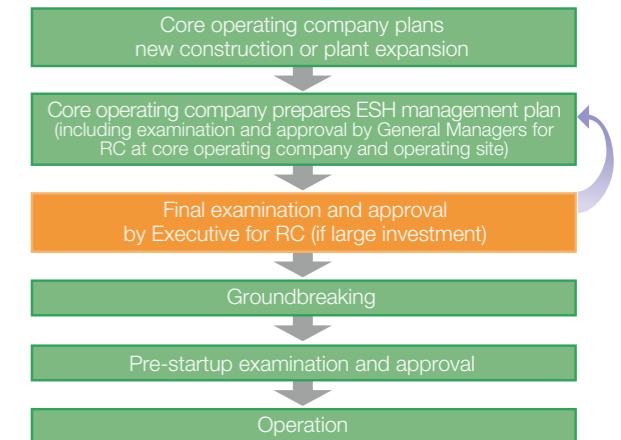 Core operating company plans
new construction or plant expansion
Core operating company prepares ESH management plan
(including examination and approval by General Managers for
RC at core operating company and operating site)
Final examination and approval
by Executive for RC (if large investment)
Groundbreaking
Pre-startup examination and approval
Operation